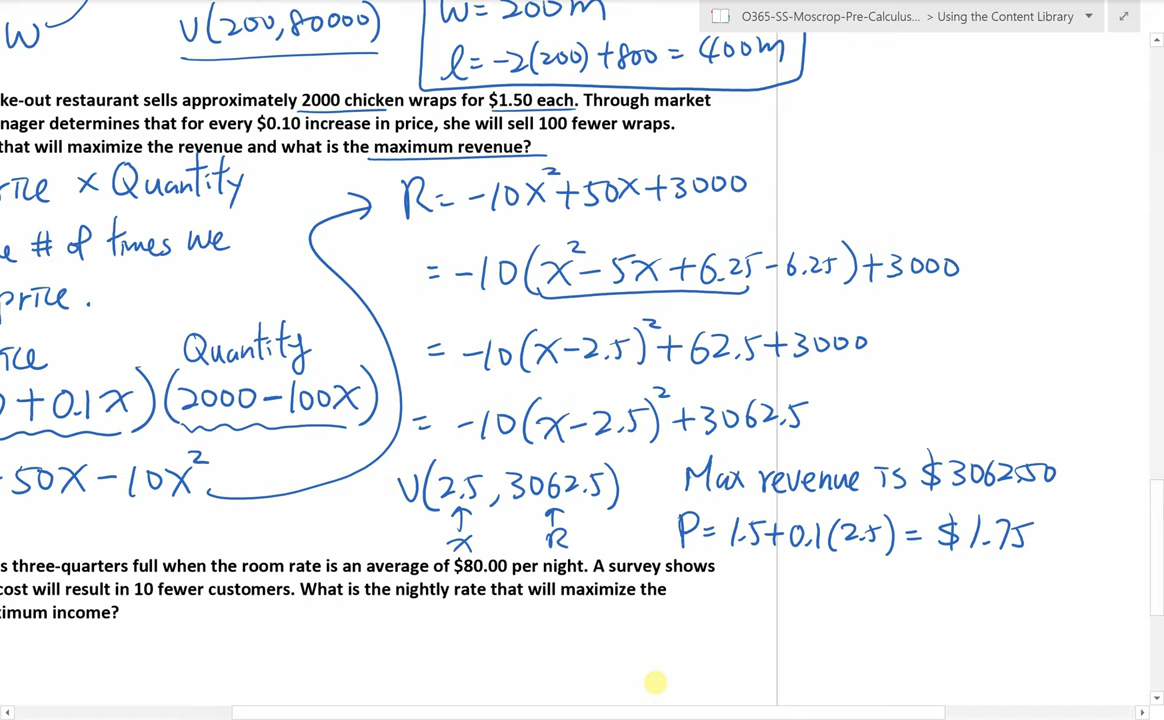 O365-SS-Moscrop-Pre-Calculus... > Using the Content Library
W
V(200,80000)
W = 200m
l = -2(200) + 800 = 400m
ke-out restaurant sells approximately 2000 chicken wraps for $1.50 each. Through market
nager determines that for every $0.10 increase in price, she will sell 100 fewer wraps.
that will maximize the revenue and what is the maximum revenue?
rice x Quantity
e # of times we
price.
ice Quantity
) + 0.1x)(2000 - 100x)
50x - 10x²
R = -10x² + 50x + 3000
= -10(x² - 5x + 6.25 - 6.25) + 3000
= -10(x - 2.5)² + 62.5 + 3000
= -10(x - 2.5)² + 3062.5
V(2.5, 3062.5)
↑ ↑
x R
Max revenue is $3062.50
P = 1.5 + 0.1(2.5) = $1.75
s three-quarters full when the room rate is an average of $80.00 per night. A survey shows
cost will result in 10 fewer customers. What is the nightly rate that will maximize the
ximum income?